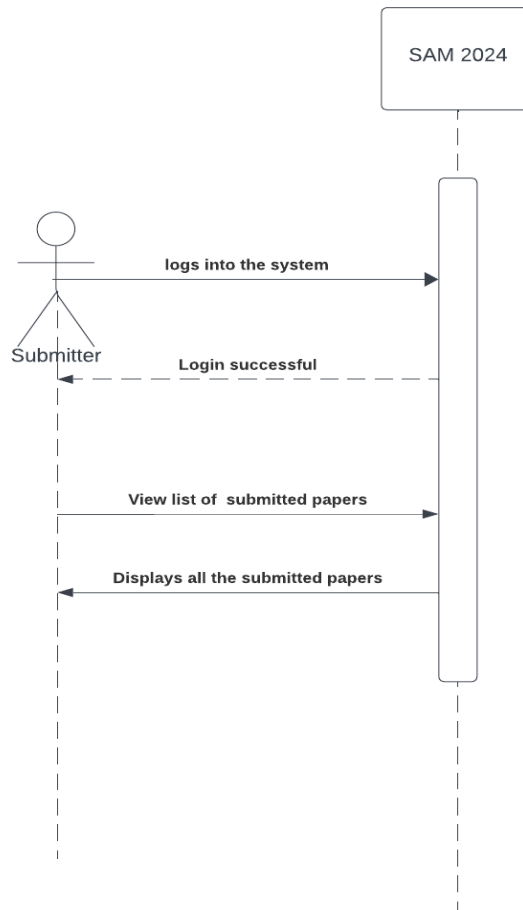 SAM 2024
logs into the system
Submitter
Login successful
View list of  submitted papers
Displays all the submitted papers